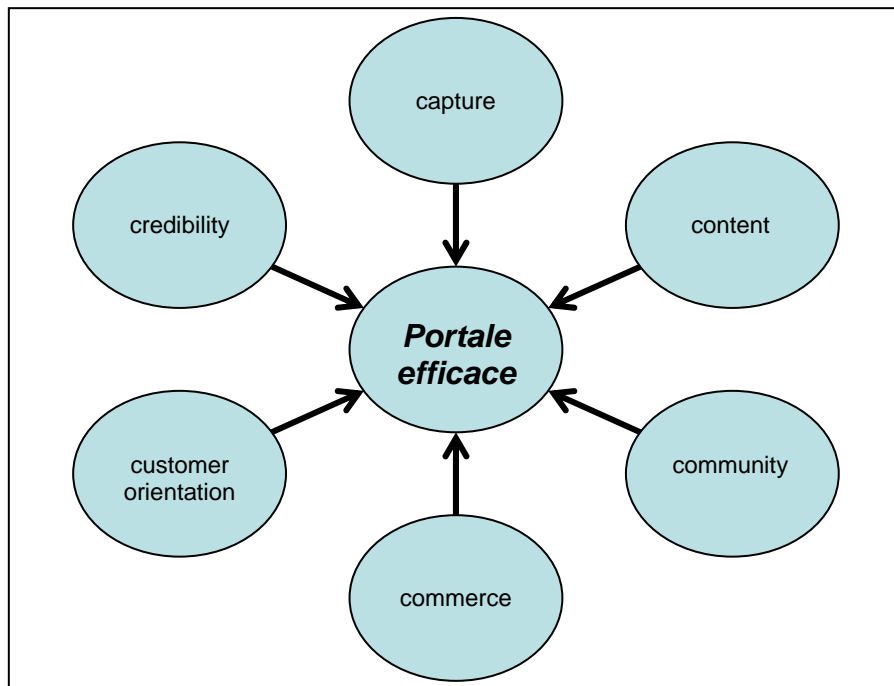 capture
credibility
content
Portale
efficace
customer
orientation
community
commerce